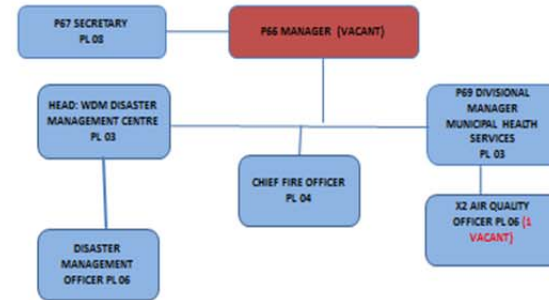 P67 SECRETARY
PL 08
P66 MANAGER (VACANT)
HEAD: WDM DISASTER
MANAGEMENT CENTRE
PL 03
P69 DIVISIONAL
MANAGER
MUNICIPAL HEALTH
SERVICES
PL 03
CHIEF FIRE OFFICER
PL 04
X2 AIR QUALITY
OFFICER PL 06 (1
VACANT)
DISASTER
MANAGEMENT
OFFICER PL 06